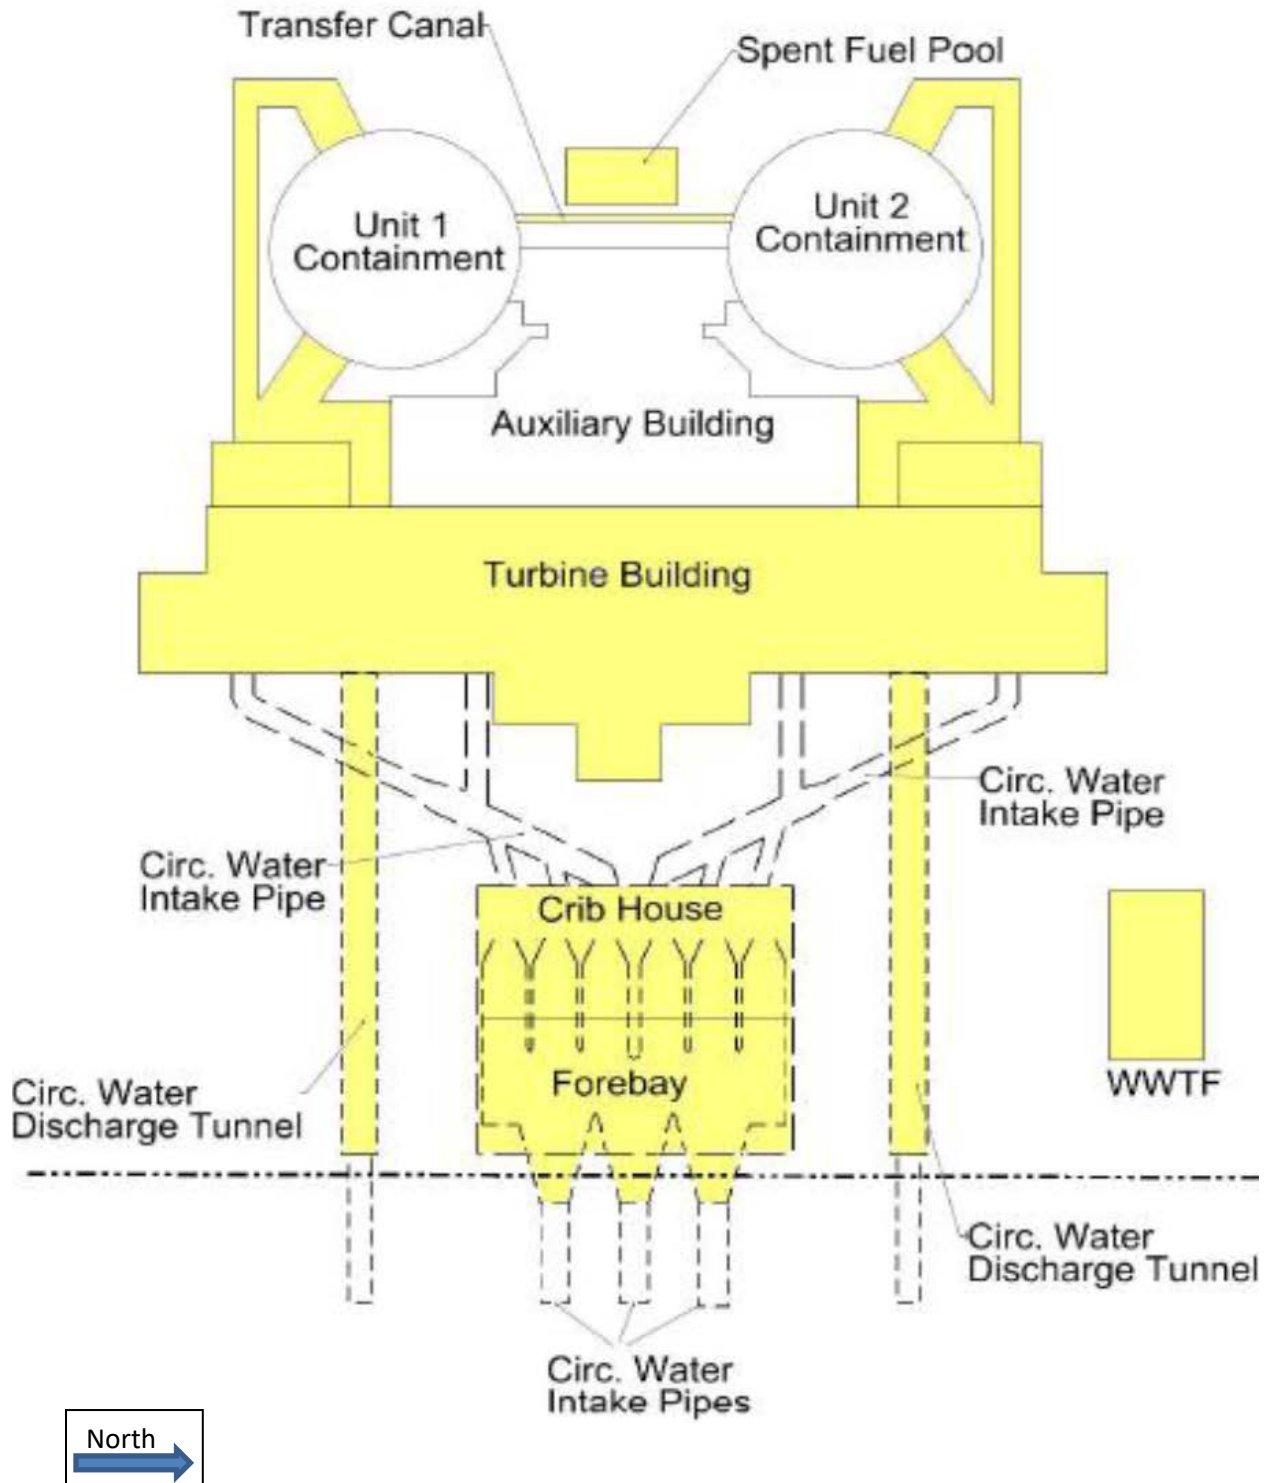 Transfer Canal
Spent Fuel Pool
Unit 1
Containment
Unit 2
Containment
Auxiliary Building
Turbine Building
Circ. Water
Intake Pipe
Circ. Water
Intake Pipe
Crib House
Forebay
WWTF
Circ. Water
Discharge Tunnel
Circ. Water
Discharge Tunnel
Circ. Water
Intake Pipes
North